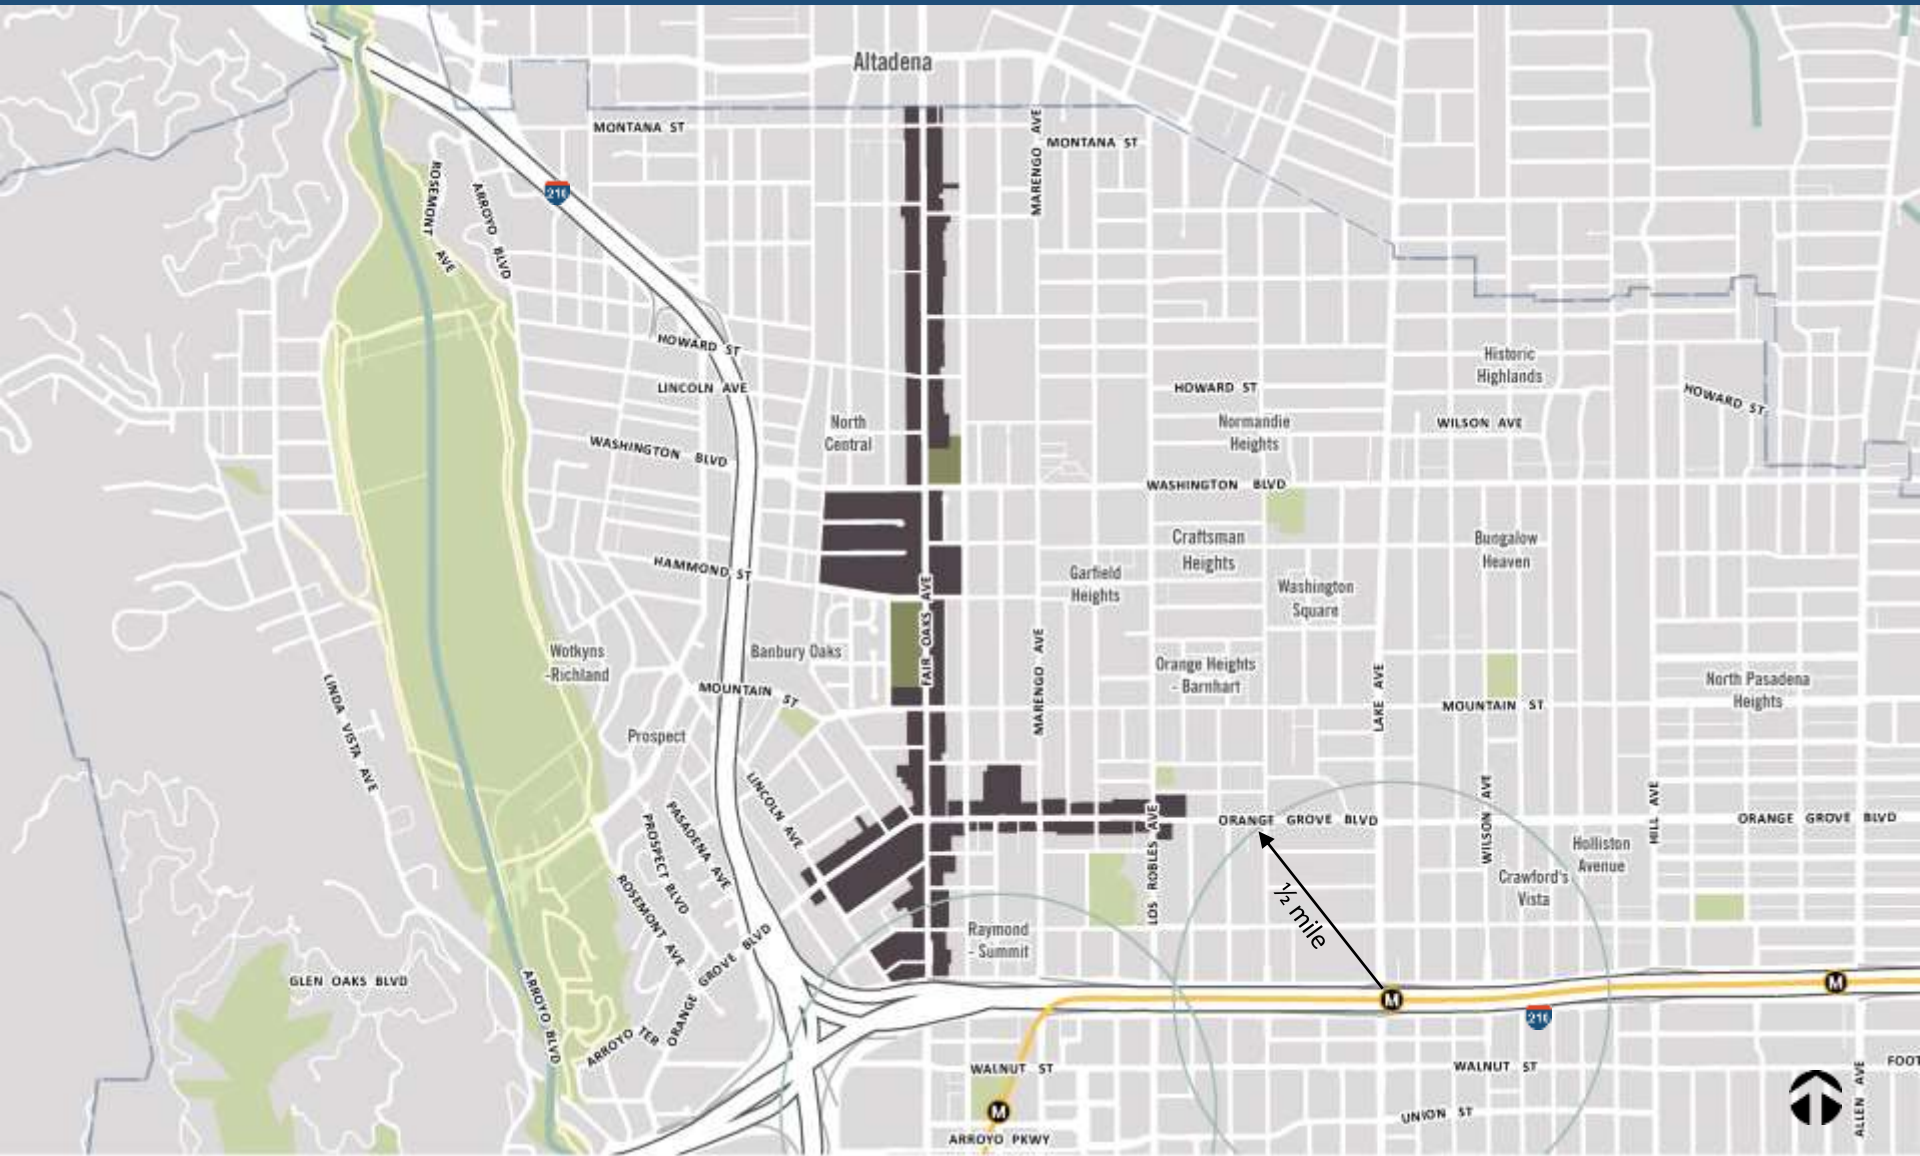 Altadena
MONTANA ST
MARENGO AVE
MONTANA ST
ROSEMONT AVE
ARROYO BLVD
210
HOWARD ST
LINCOLN AVE
WASHINGTON BLVD
North
Central
HOWARD ST
Normandie
Heights
Historic
Highlands
WILSON AVE
HOWARD ST
WASHINGTON BLVD
HAMMOND ST
Craftsman
Heights
Bungalow
Heaven
Garfield
Heights
Washington
Square
FAIR OAKS AVE
Wotkyns
-Richland
Banbury Oaks
MARENGO AVE
Orange Heights
- Barnhart
LAKE AVE
North Pasadena
Heights
MOUNTAIN ST
MOUNTAIN ST
LINDA VISTA AVE
Prospect
LINCOLN AVE
PASADENA AVE
PROSPECT BLVD
ROSEMONT AVE
LOS ROBLES AVE
ORANGE GROVE BLVD
WILSON AVE
HILL AVE
ORANGE GROVE BLVD
Holliston
Avenue
Crawford's
Vista
½ mile
Raymond
- Summit
ORANGE GROVE BLVD
GLEN OAKS BLVD
ARROYO BLVD
ARROYO TER
M
M
210
WALNUT ST
WALNUT ST
FOOT
M
UNION ST
ALLEN AVE
ARROYO PKWY